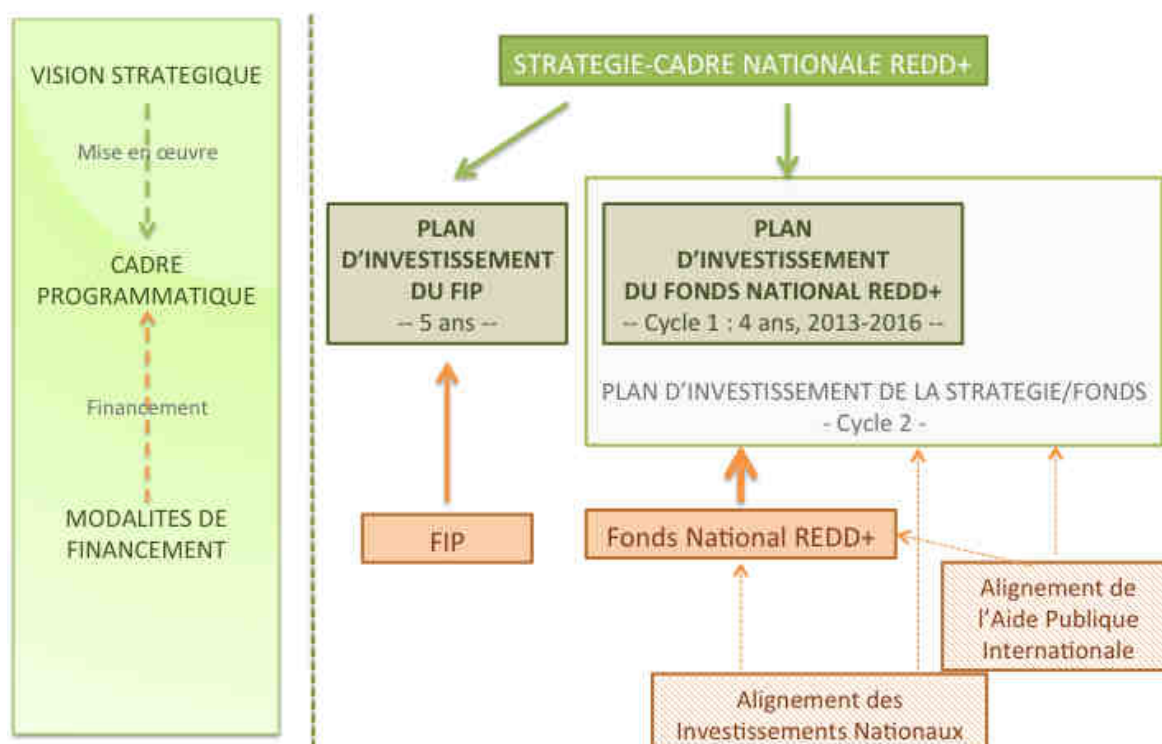 VISION STRATEGIQUE
Mise en œuvre
CADRE
PROGRAMMATIQUE
Financement
MODALITES DE
FINANCEMENT
STRATEGIE-CADRE NATIONALE REDD+
PLAN
D’INVESTISSEMENT
DU FIP
-- 5 ans --
PLAN
D’INVESTISSEMENT
DU FONDS NATIONAL REDD+
-- Cycle 1 : 4 ans, 2013-2016 --
PLAN D’INVESTISSEMENT DE LA STRATEGIE/FONDS
- Cycle 2 -
FIP
Fonds National REDD+
Alignement de
l’Aide Publique
Internationale
Alignement des
Investissements Nationaux